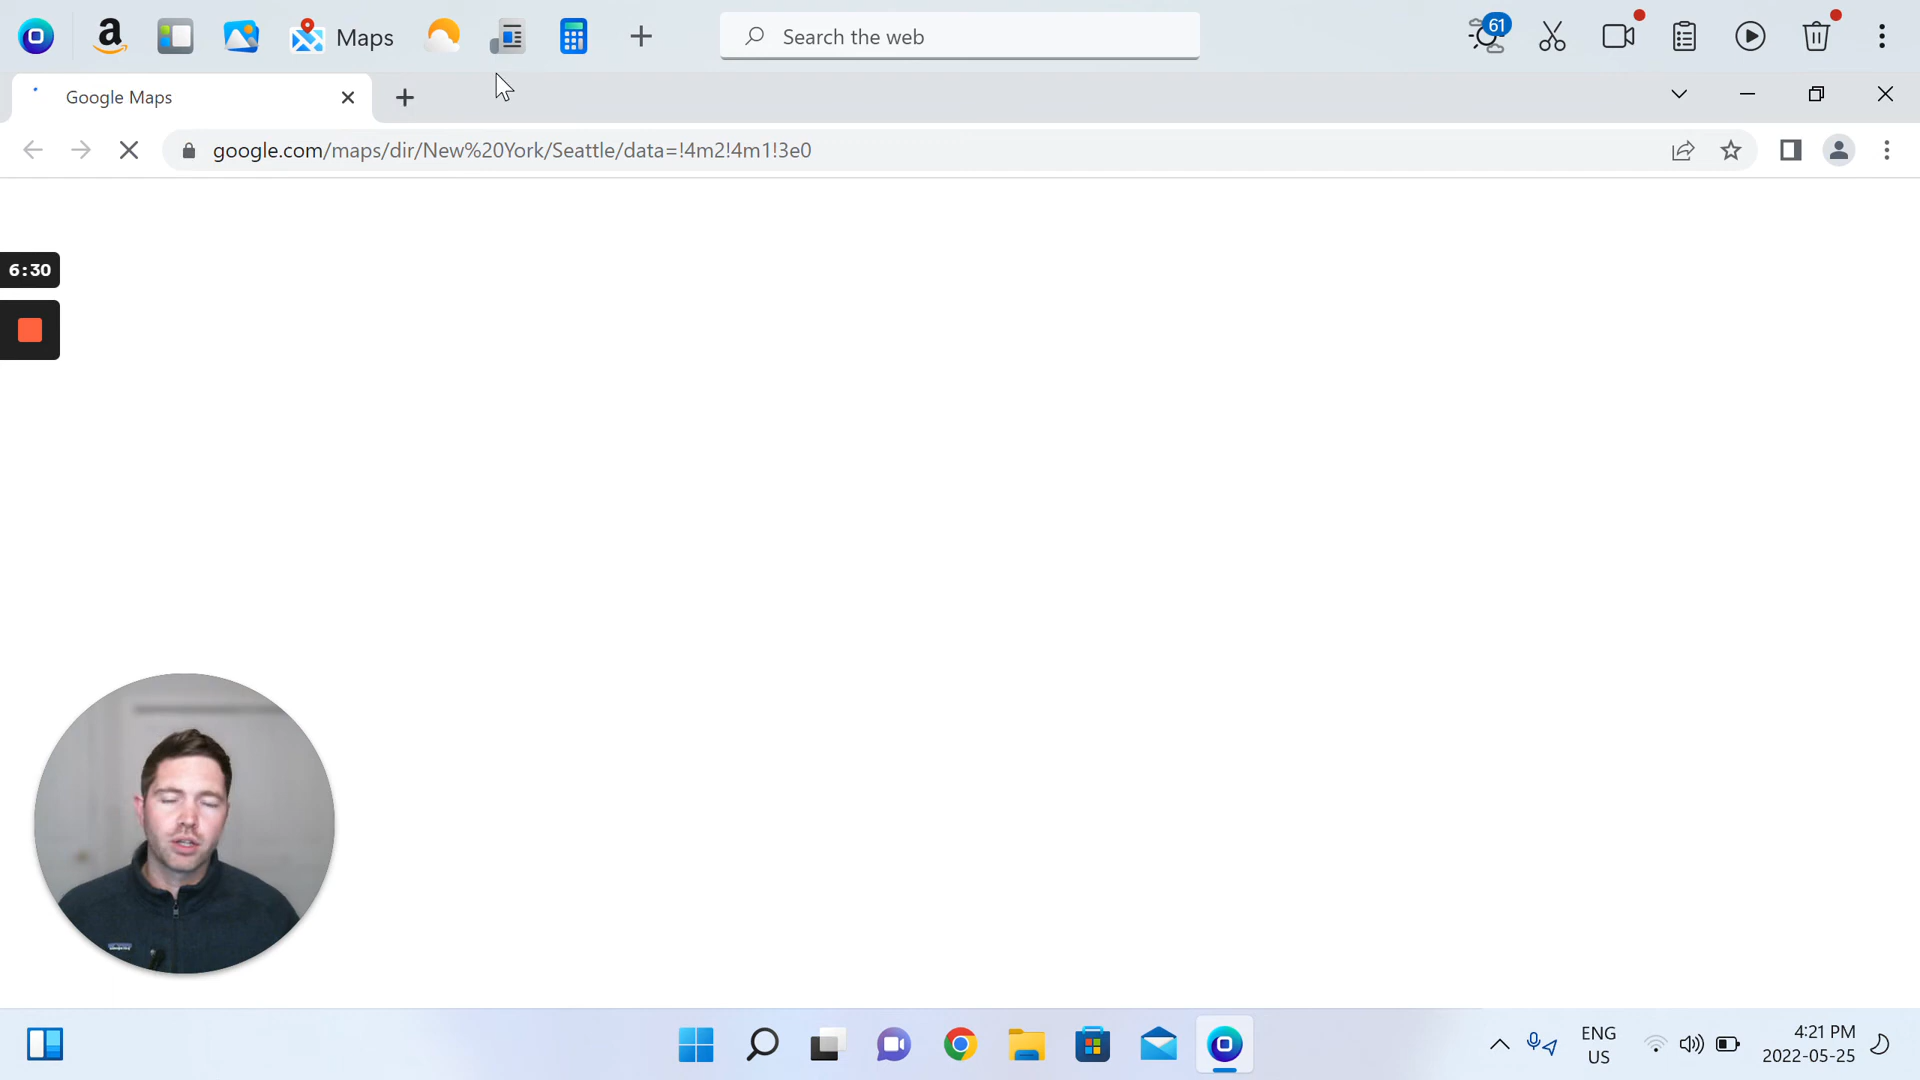 a
Maps
Search the web
61
Google Maps
google.com/maps/dir/New%20York/Seattle/data=!4m2!4m1!3e0
6:30
ENG
US
4:21 PM
2022-05-25